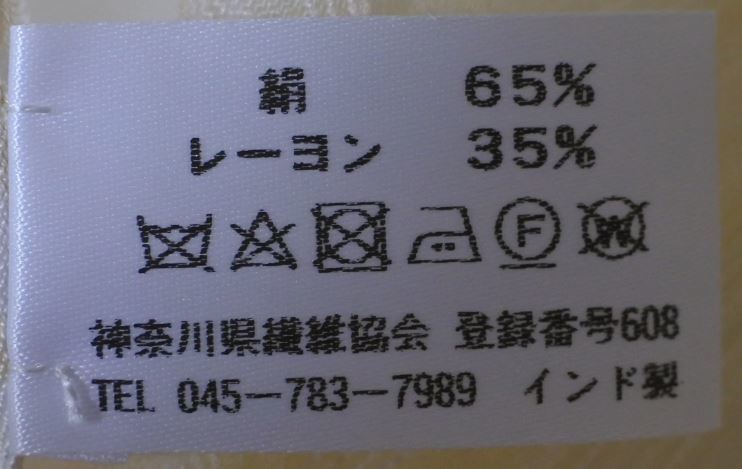 絹 65%
レーヨン 35%
F W
神奈川県繊維協会 登録番号608
TEL 045-783-7989 インド製